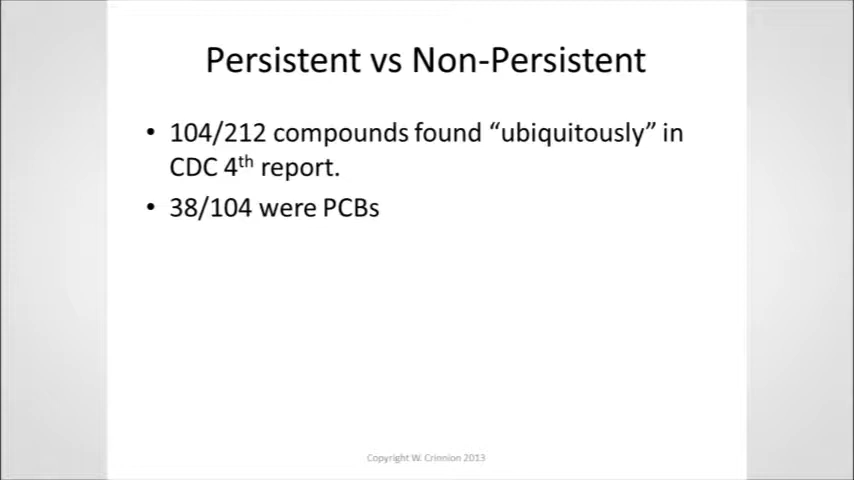 Persistent vs Non-Persistent
• 104/212 compounds found “ubiquitously” in
CDC 4th report.
• 38/104 were PCBs
Copyright W. Crinnion 2013